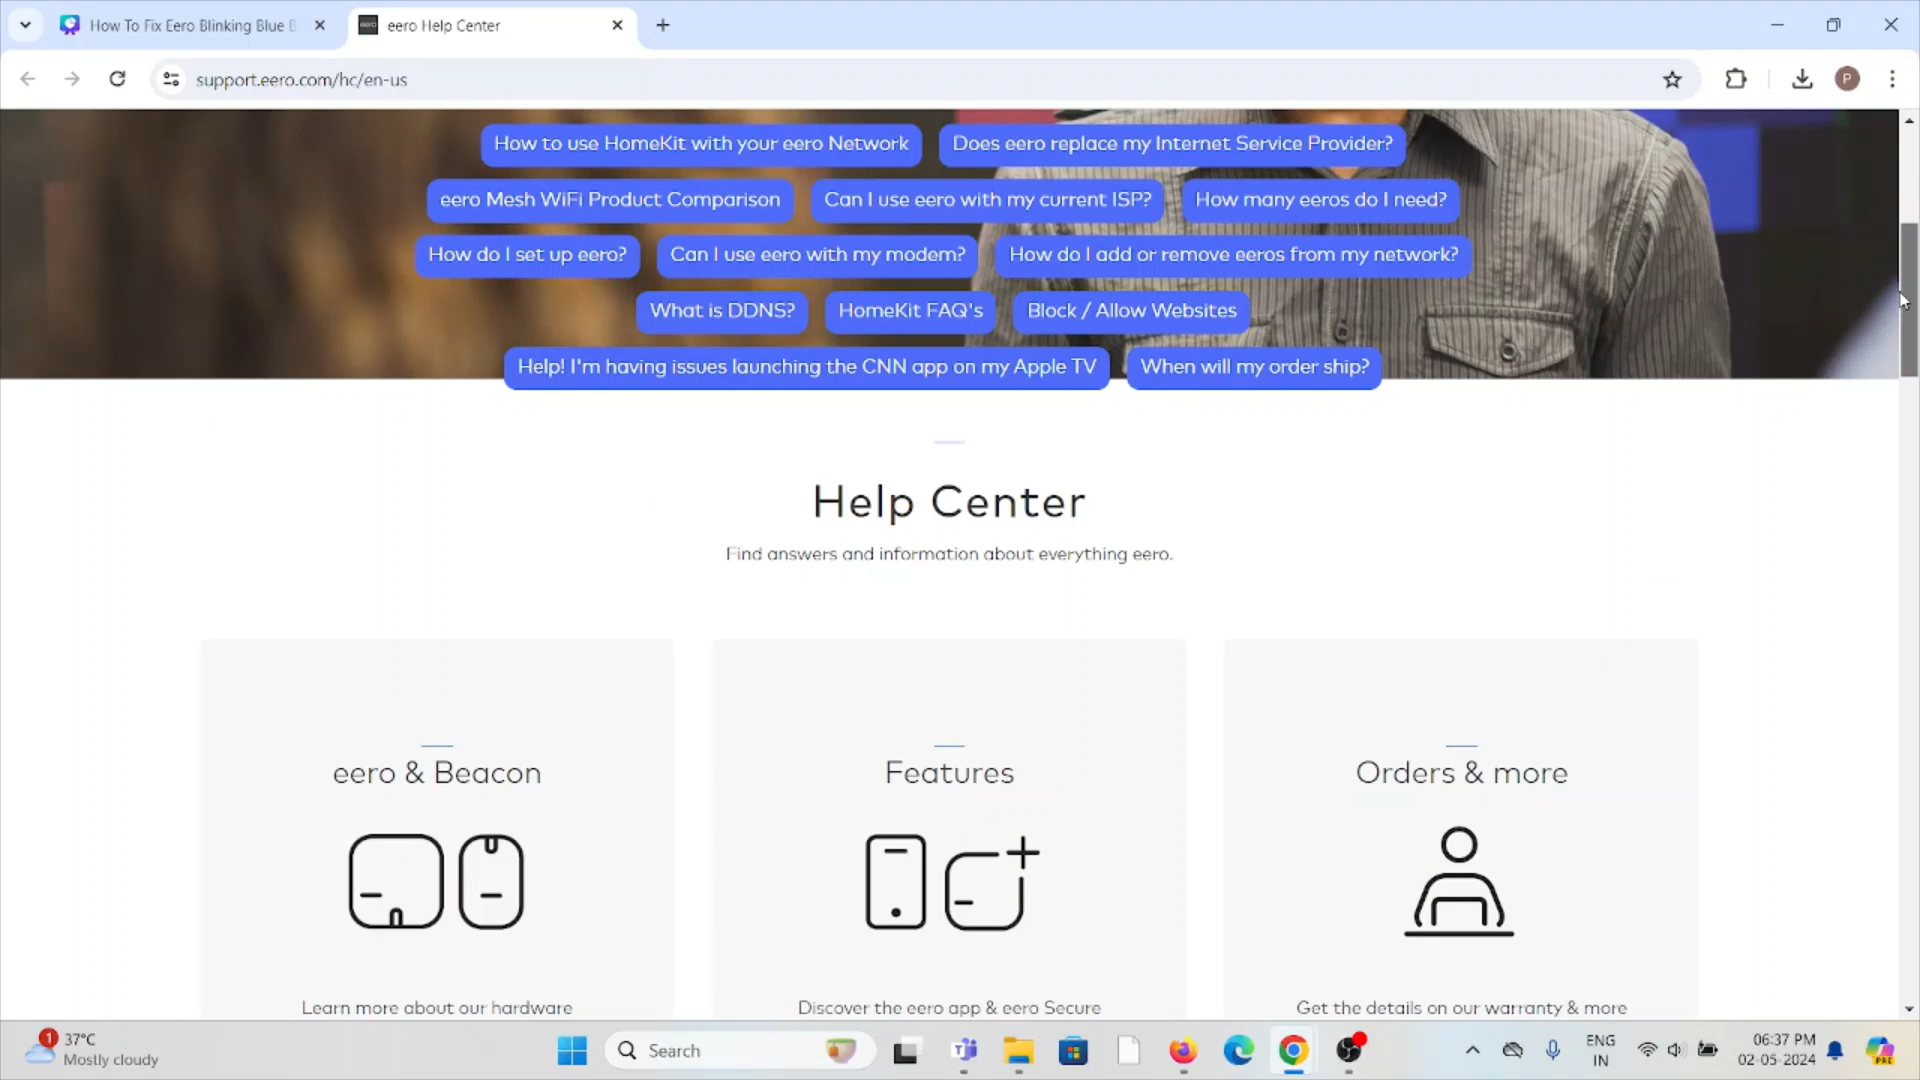 How To Fix Eero Blinking Blue B
eero Help Center
support.eero.com/hc/en-us
P
How to use HomeKit with your eero Network
Does eero replace my Internet Service Provider?
eero Mesh WiFi Product Comparison
Can I use eero with my current ISP?
How many eeros do I need?
How do I set up eero?
Can I use eero with my modem?
How do I add or remove eeros from my network?
What is DDNS?
HomeKit FAQ's
Block / Allow Websites
Help! I'm having issues launching the CNN app on my Apple TV
When will my order ship?
Help Center
Find answers and information about everything eero.
eero & Beacon
Features
Orders & more
Learn more about our hardware
Discover the eero app & eero Secure
Get the details on our warranty & more
1
37°C
Mostly cloudy
Search
ENG
IN
06:37 PM
02-05-2024
PRE